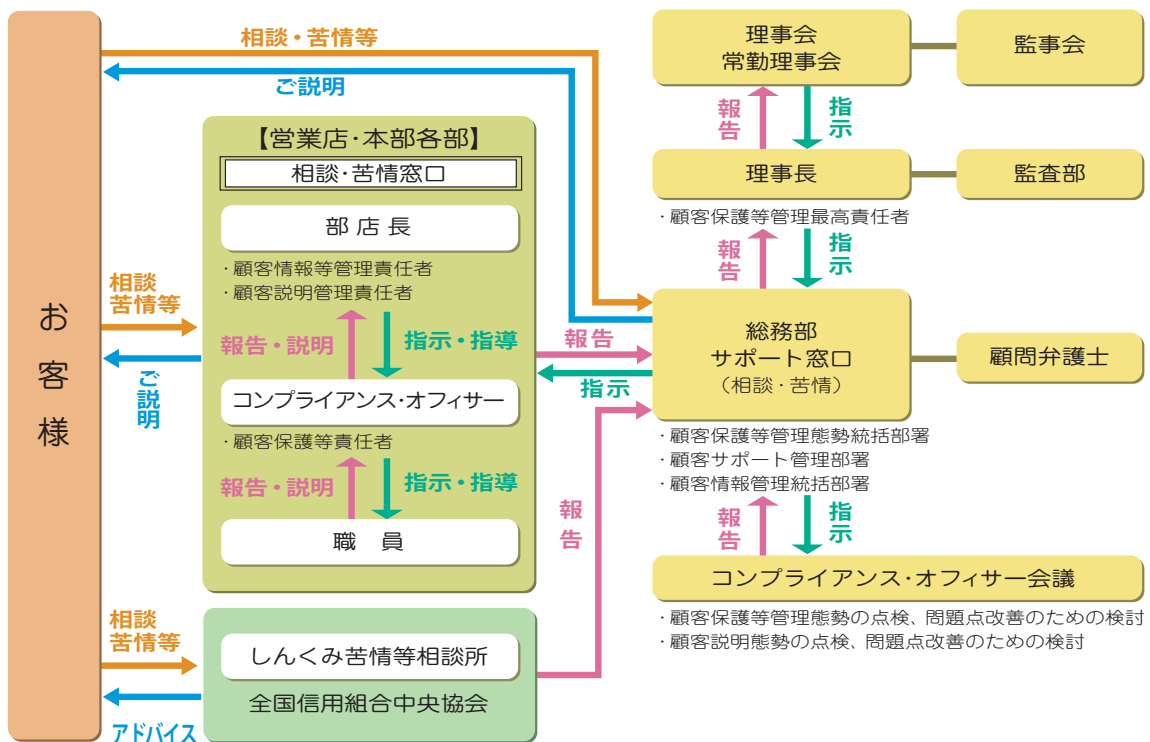 お客様
相談・苦情等
ご説明
相談
苦情等
ご説明
【営業店・本部各部】
相談・苦情窓口
部店長
・顧客情報等管理責任者
・顧客説明管理責任者
報告・説明
指示・指導
コンプライアンス・オフィサー
・顧客保護等責任者
報告・説明
指示・指導
職　員
相談
苦情等
アドバイス
しんくみ苦情等相談所
全国信用組合中央協会
報告
指示
報告
理事会
常勤理事会
監事会
報告
指示
理事長
監査部
・顧客保護等管理最高責任者
報告
指示
総務部
サポート窓口
（相談・苦情）
顧問弁護士
・顧客保護等管理態勢統括部署
・顧客サポート管理部署
・顧客情報管理統括部署
報告
指示
コンプライアンス・オフィサー会議
・顧客保護等管理態勢の点検、問題点改善のための検討
・顧客説明態勢の点検、問題点改善のための検討